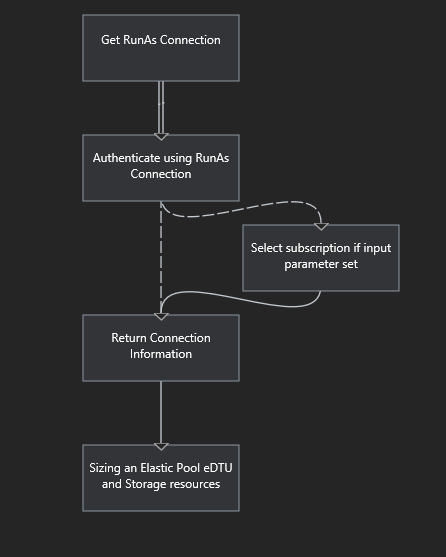 Get RunAs Connection
Authenticate using RunAs
Connection
Select subscription if input
parameter set
Return Connection
Information
Sizing an Elastic Pool eDTU
and Storage resources